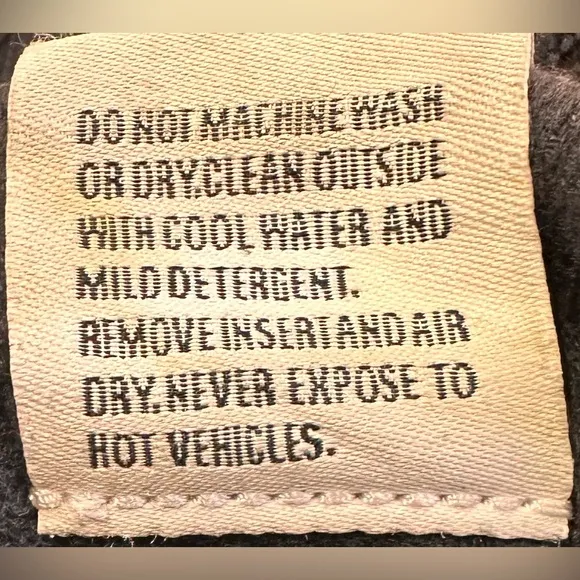 DO NOT MACHINE WASH
OR DRY.CLEAN OUTSIDE
WITH COOL WATER AND
MILD DETERGENT.
REMOVE INSERT AND AIR
DRY.NEVER EXPOSE TO
HOT VEHICLES.